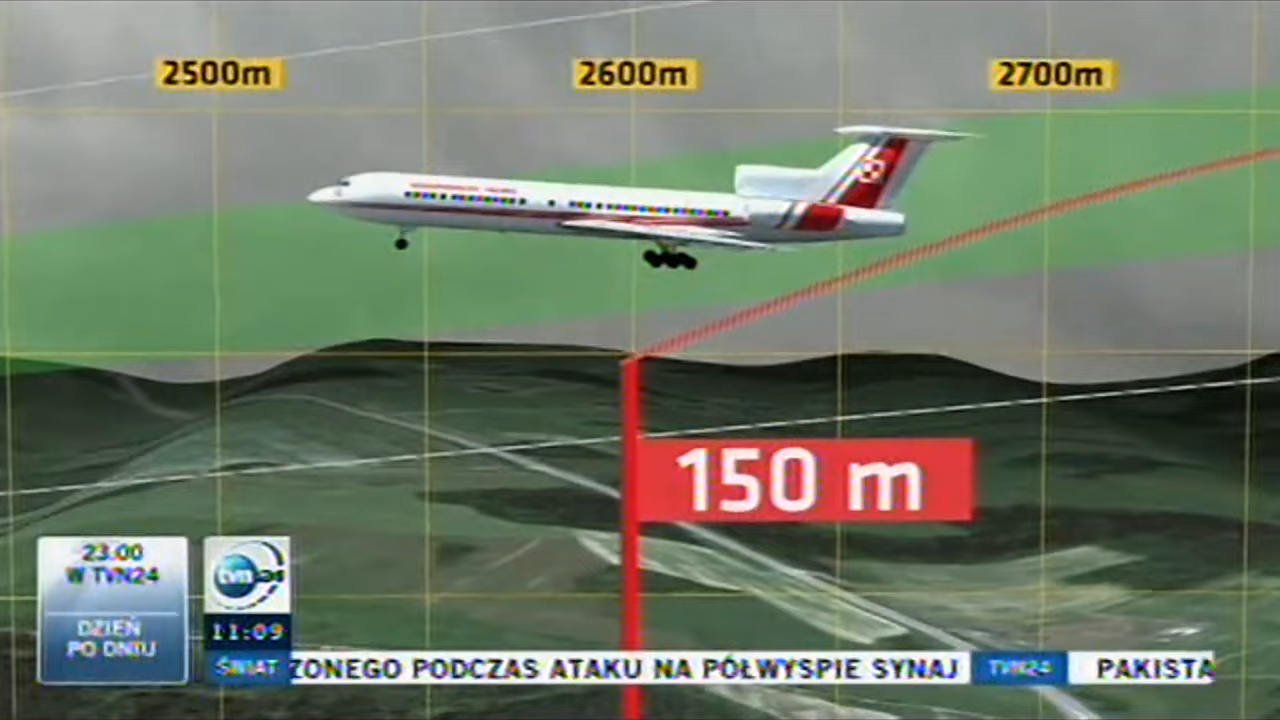 2500m
2600m
2700m
150 m
23.00
W TVN24
DZIEŃ
PO DNIU
tvn24
11:09
ŚWIAT
ZONEGO PODCZAS ATAKU NA PÓŁWYSPIE SYNAJ
TVN24
PAKISTA